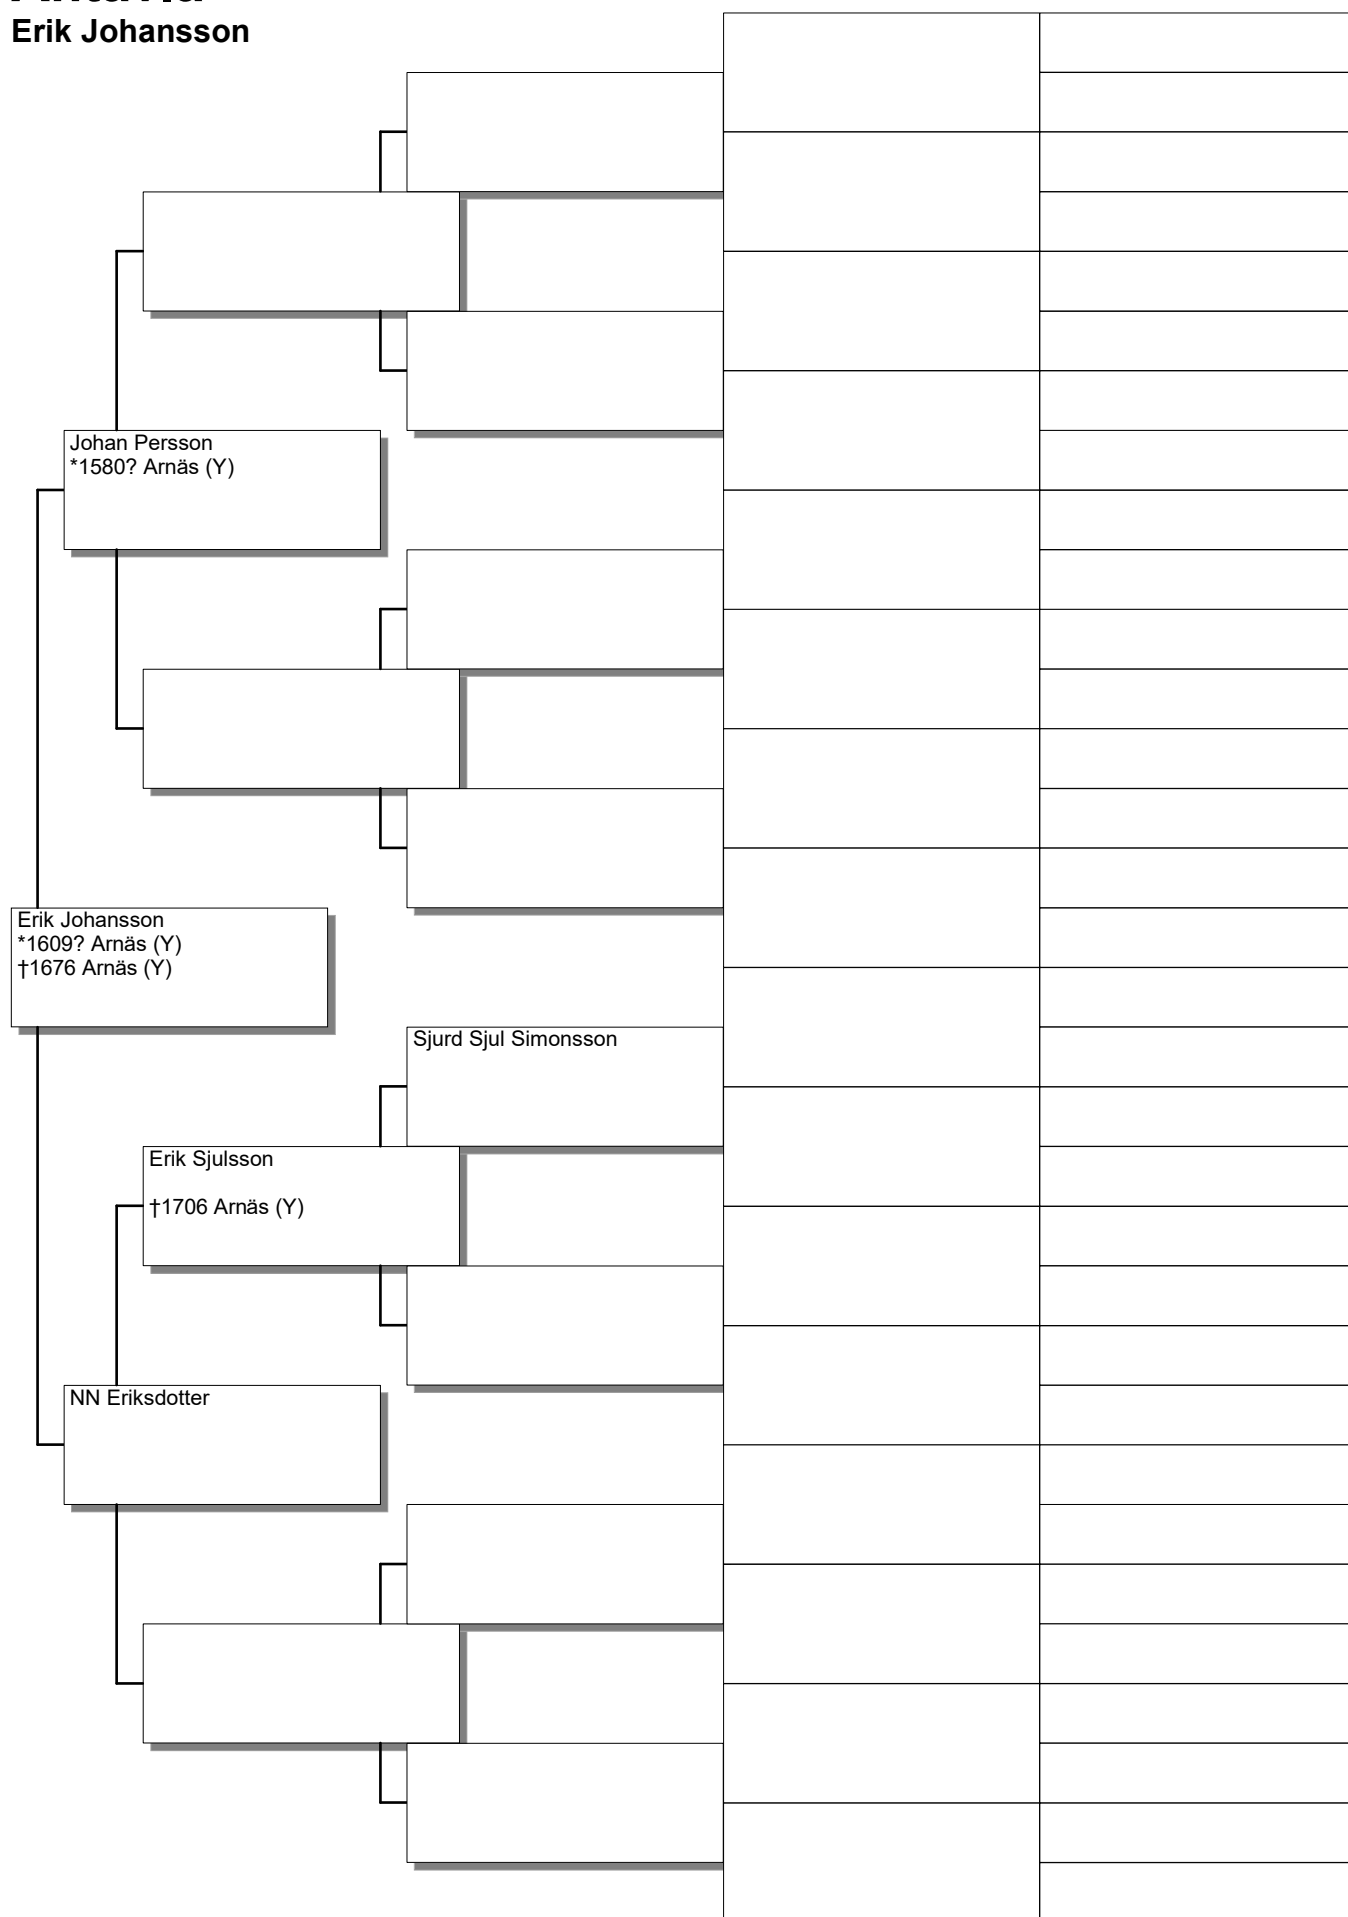 Erik Johansson
Johan Persson
*1580? Arnäs (Y)
Erik Johansson
*1609? Arnäs (Y)
†1676 Arnäs (Y)
Sjurd Sjul Simonsson
Erik Sjulsson
†1706 Arnäs (Y)
NN Eriksdotter